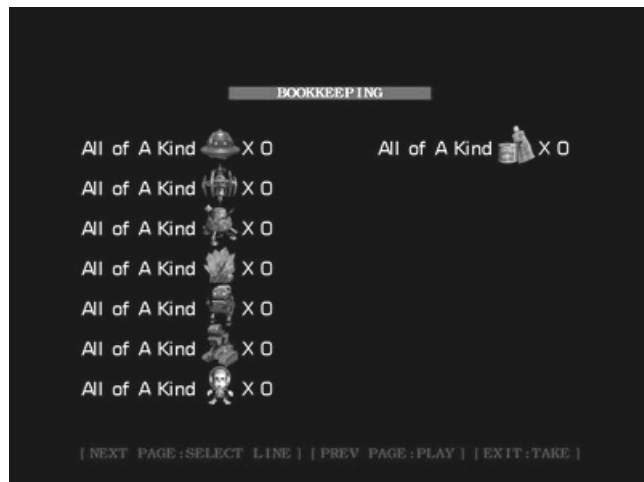 BOOKKEEPING
All of A Kind X 0
All of A Kind X 0
All of A Kind X 0
All of A Kind X 0
All of A Kind X 0
All of A Kind X 0
All of A Kind X 0
All of A Kind X 0
[ NEXT PAGE:SELECT LINE ] [ PREV PAGE:PLAY ] [ EXIT:TAKE ]